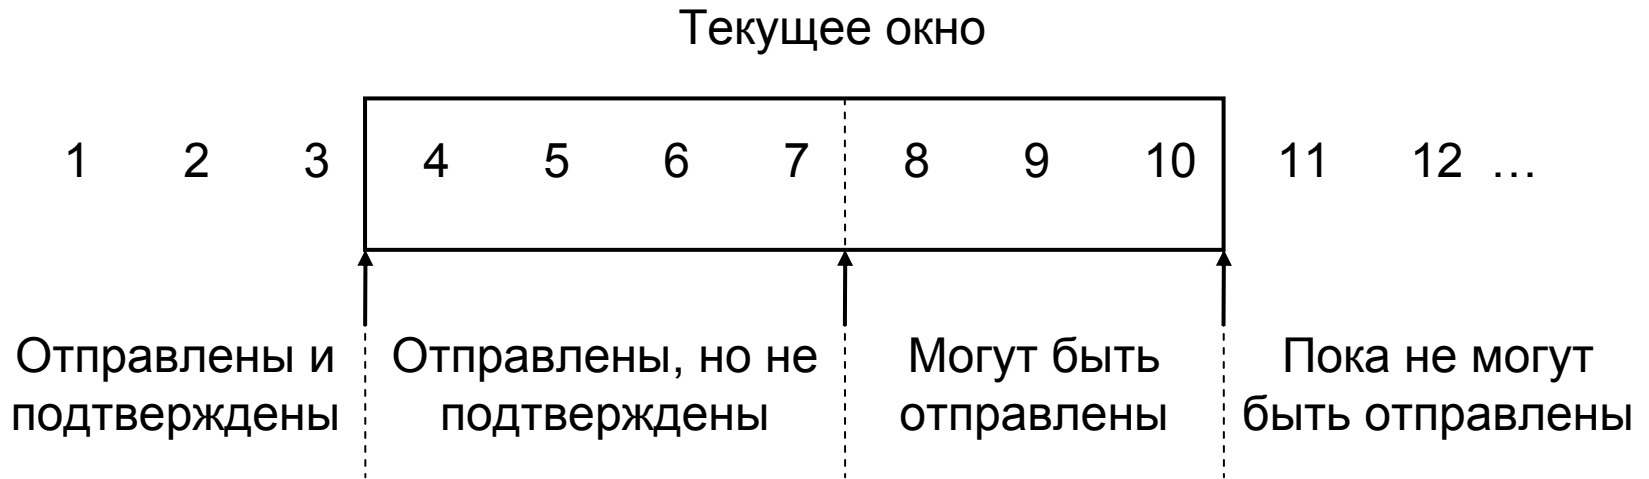 Текущее окно
1 2 3 4 5 6 7 8 9 10 11 12 …
Отправлены и подтверждены
Отправлены, но не подтверждены
Могут быть отправлены
Пока не могут быть отправлены